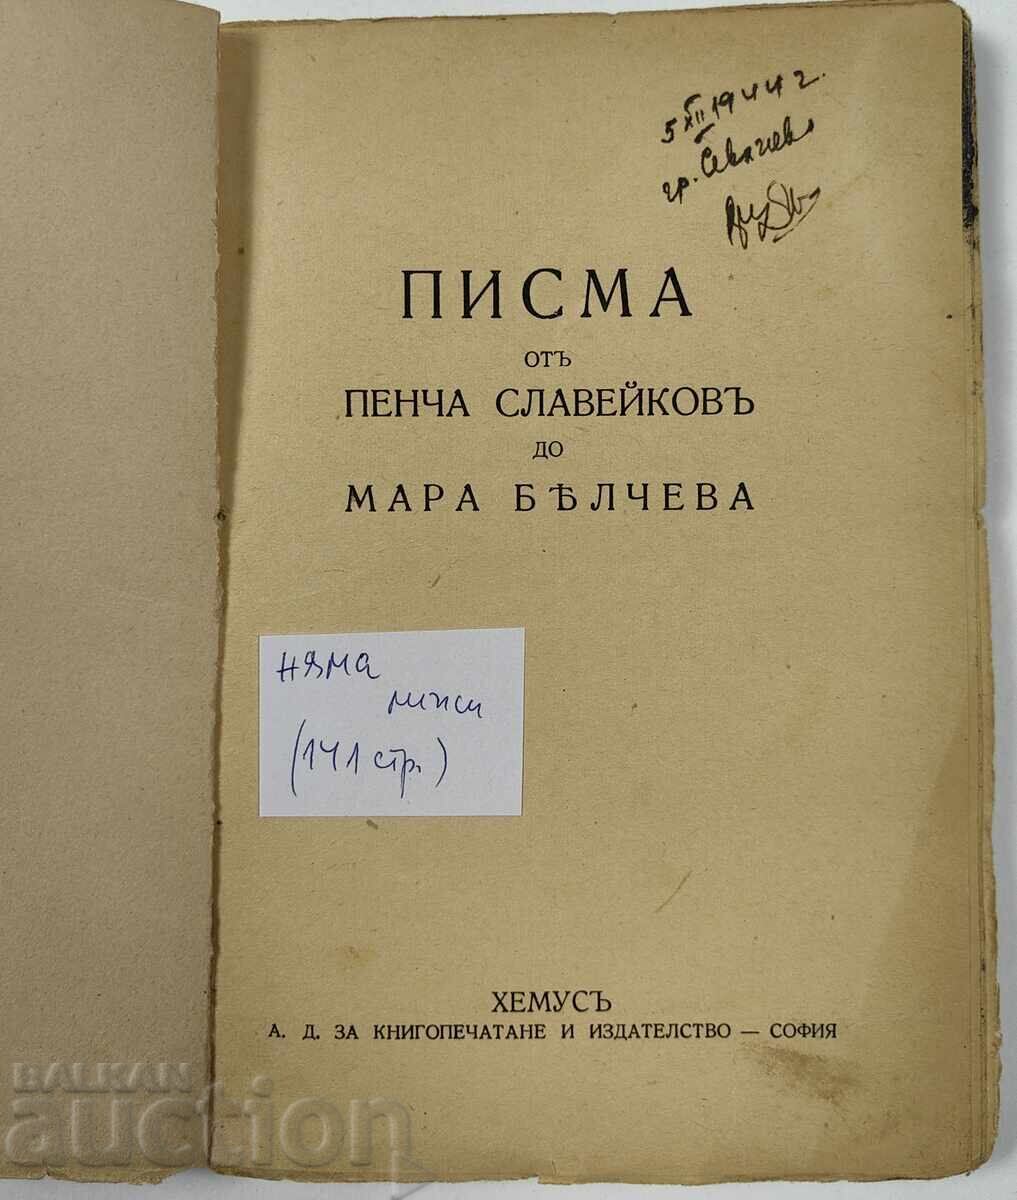 5 XII 1944 г.
гр. Севлиево
ПИСМА
ОТЪ
ПЕНЧА СЛАВЕЙКОВЪ
ДО
МАРА БѢЛЧЕВА
няма
липси
(141 стр.)
ХЕМУСЪ
А. Д. ЗА КНИГОПЕЧАТАНЕ И ИЗДАТЕЛСТВО — СОФИЯ
BALKAN
auction